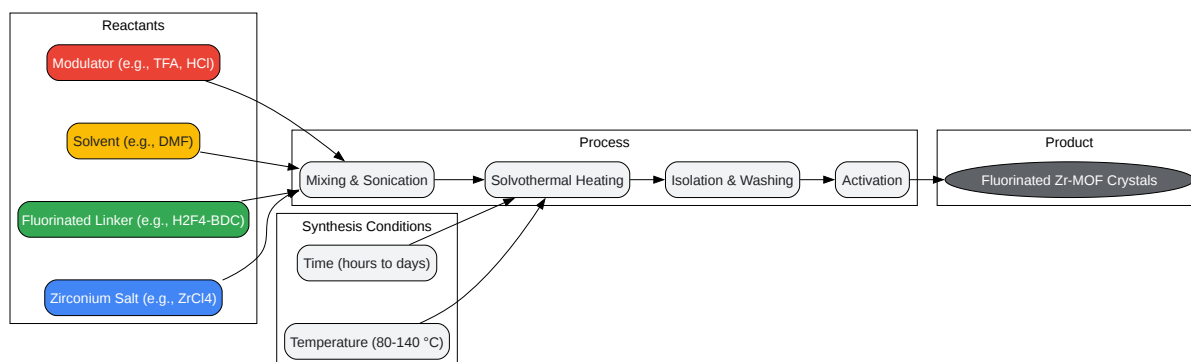 Reactants
Modulator (e.g., TFA, HCl)
Solvent (e.g., DMF)
Fluorinated Linker (e.g., H2F4-BDC)
Zirconium Salt (e.g., ZrCl4)
Process
Mixing & Sonication
Solvothermal Heating
Isolation & Washing
Activation
Synthesis Conditions
Time (hours to days)
Temperature (80-140 °C)
Product
Fluorinated Zr-MOF Crystals